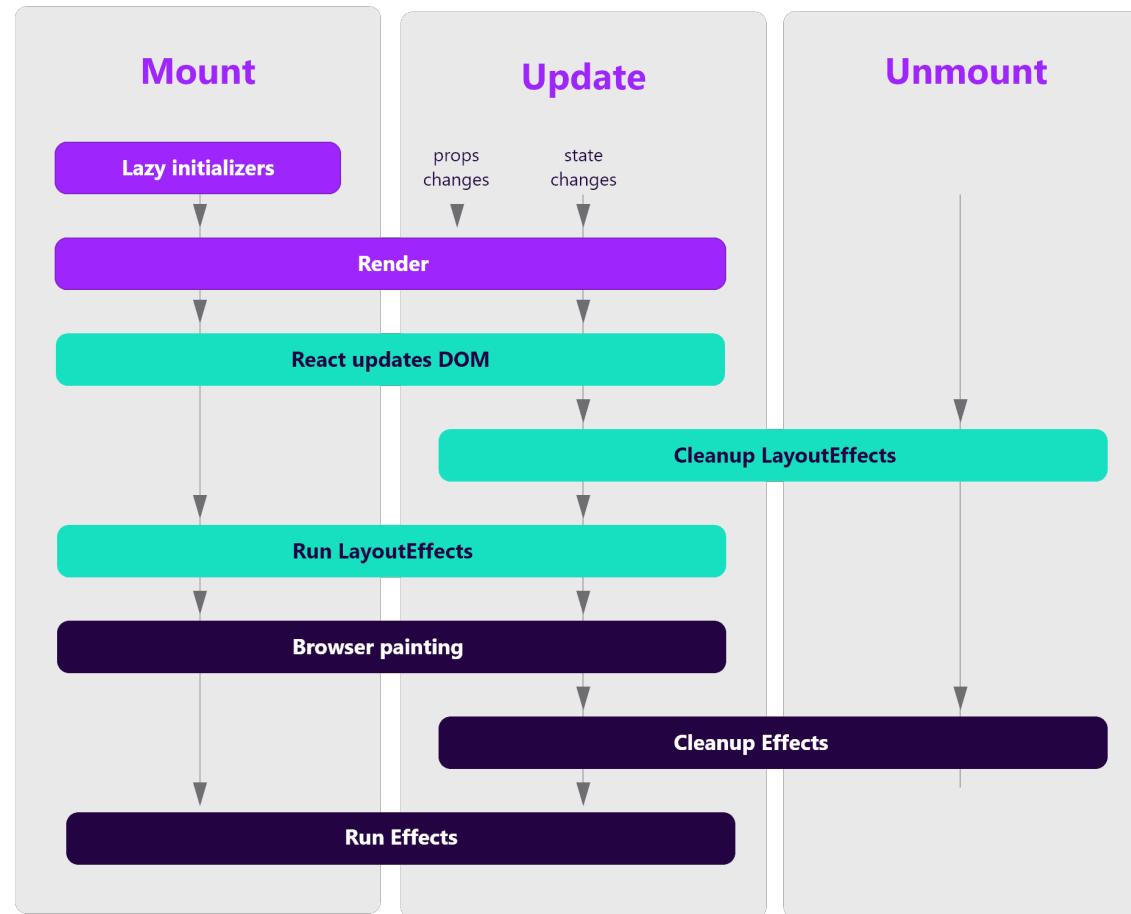 Mount
Update
Unmount
Lazy initializers
props
changes
state
changes
Render
React updates DOM
Cleanup LayoutEffects
Run LayoutEffects
Browser painting
Cleanup Effects
Run Effects